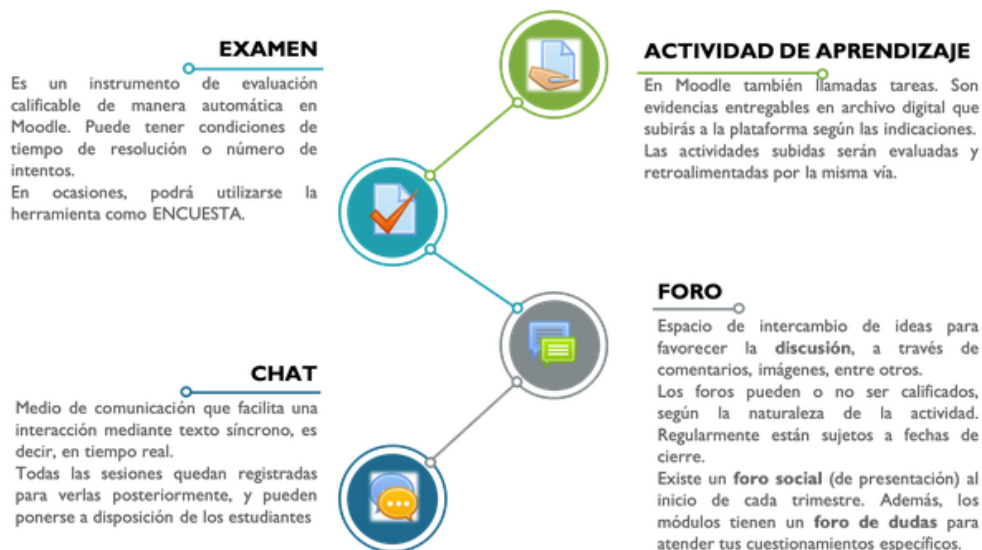 EXAMEN
Es un instrumento de evaluación
calificable de manera automática en
Moodle. Puede tener condiciones de
tiempo de resolución o número de
intentos.
En ocasiones, podrá utilizarse la
herramienta como ENCUESTA.
ACTIVIDAD DE APRENDIZAJE
En Moodle también llamadas tareas. Son
evidencias entregables en archivo digital que
subirás a la plataforma según las indicaciones.
Las actividades subidas serán evaluadas y
retroalimentadas por la misma vía.
CHAT
Medio de comunicación que facilita una
interacción mediante texto síncrono, es
decir, en tiempo real.
Todas las sesiones quedan registradas
para verlas posteriormente, y pueden
ponerse a disposición de los estudiantes
FORO
Espacio de intercambio de ideas para
favorecer la discusión, a través de
comentarios, imágenes, entre otros.
Los foros pueden o no ser calificados,
según la naturaleza de la actividad.
Regularmente están sujetos a fechas de
cierre.
Existe un foro social (de presentación) al
inicio de cada trimestre. Además, los
módulos tienen un foro de dudas para
atender tus cuestionamientos específicos.